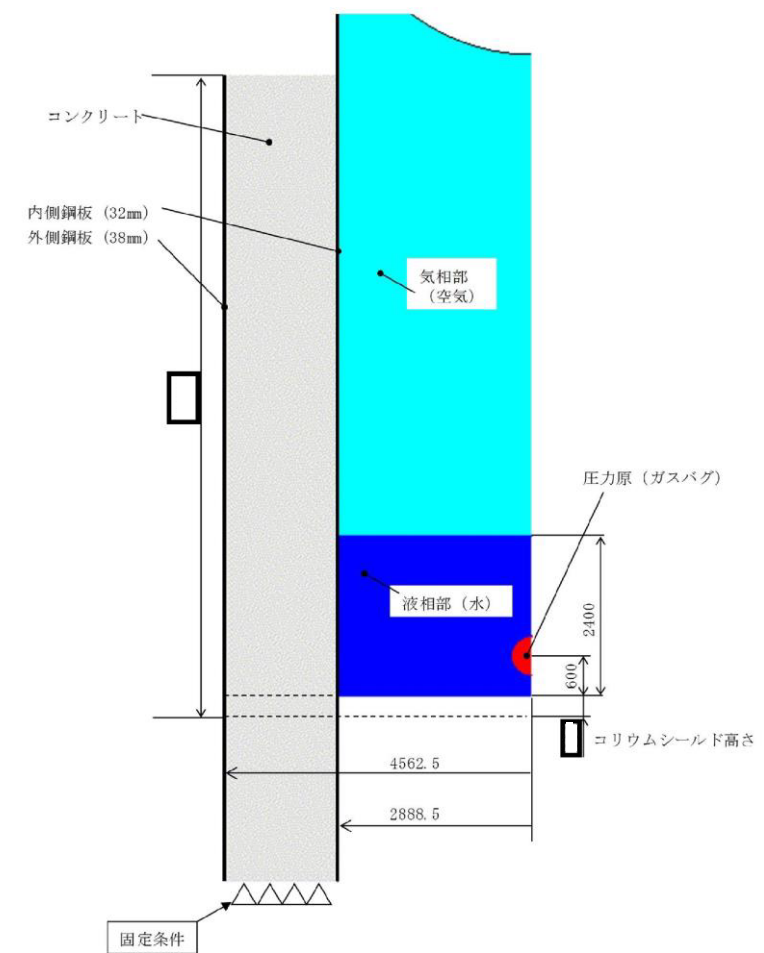 コンクリート
内側鋼板 (32㎜)
外側鋼板 (38㎜)
気相部
(空気)
圧力原 (ガスバグ)
液相部 (水)
2400
600
コリウムシールド高さ
4562.5
2888.5
固定条件